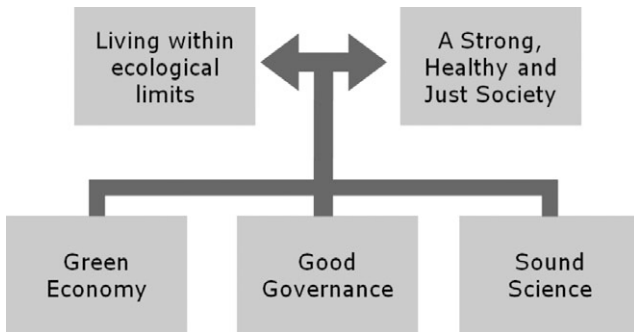 Living within
ecological
limits
A Strong,
Healthy and
Just Society
Green
Economy
Good
Governance
Sound
Science